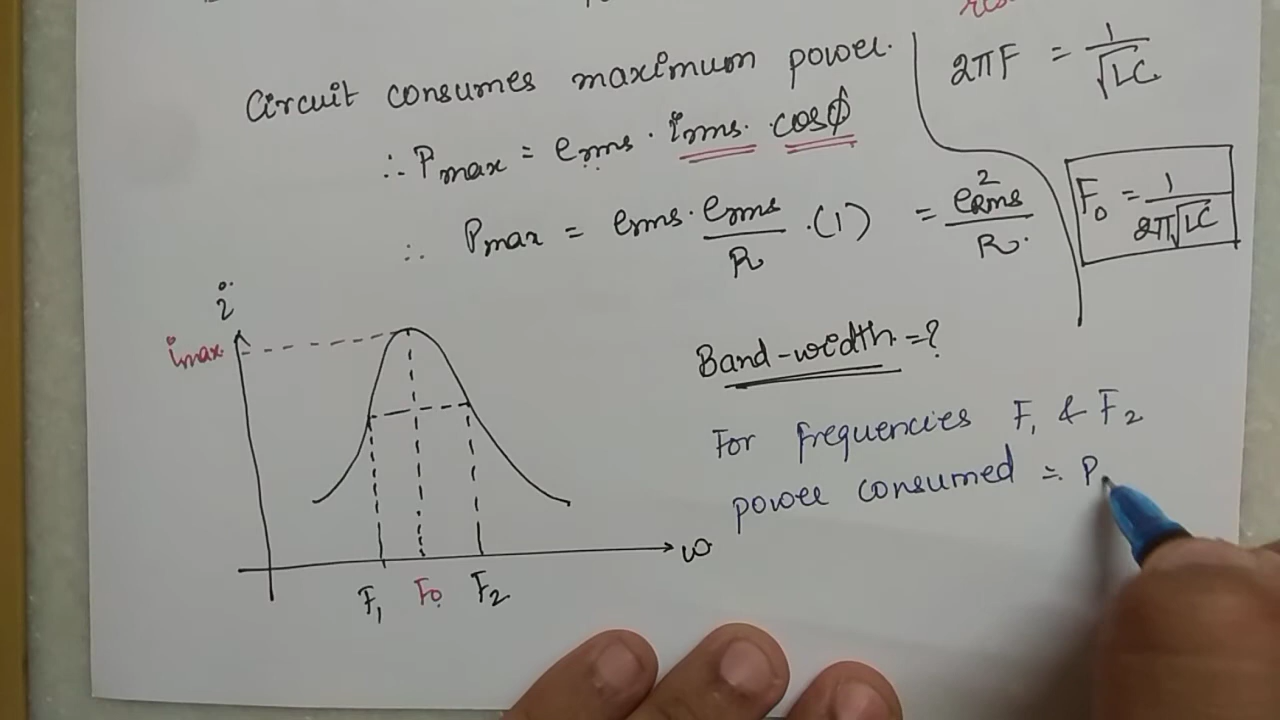 Circuit consumes maximum power.
∴ Pmax = erms · irms · cosϕ
∴ Pmax = erms · erms/R · (1) = e²Rms/R.
2πF = 1/√LC
F₀ = 1/2π√LC
i
imax.
F₁ F₀ F₂
ω
Band-width = ?
For frequencies F₁ & F₂
power consumed = P